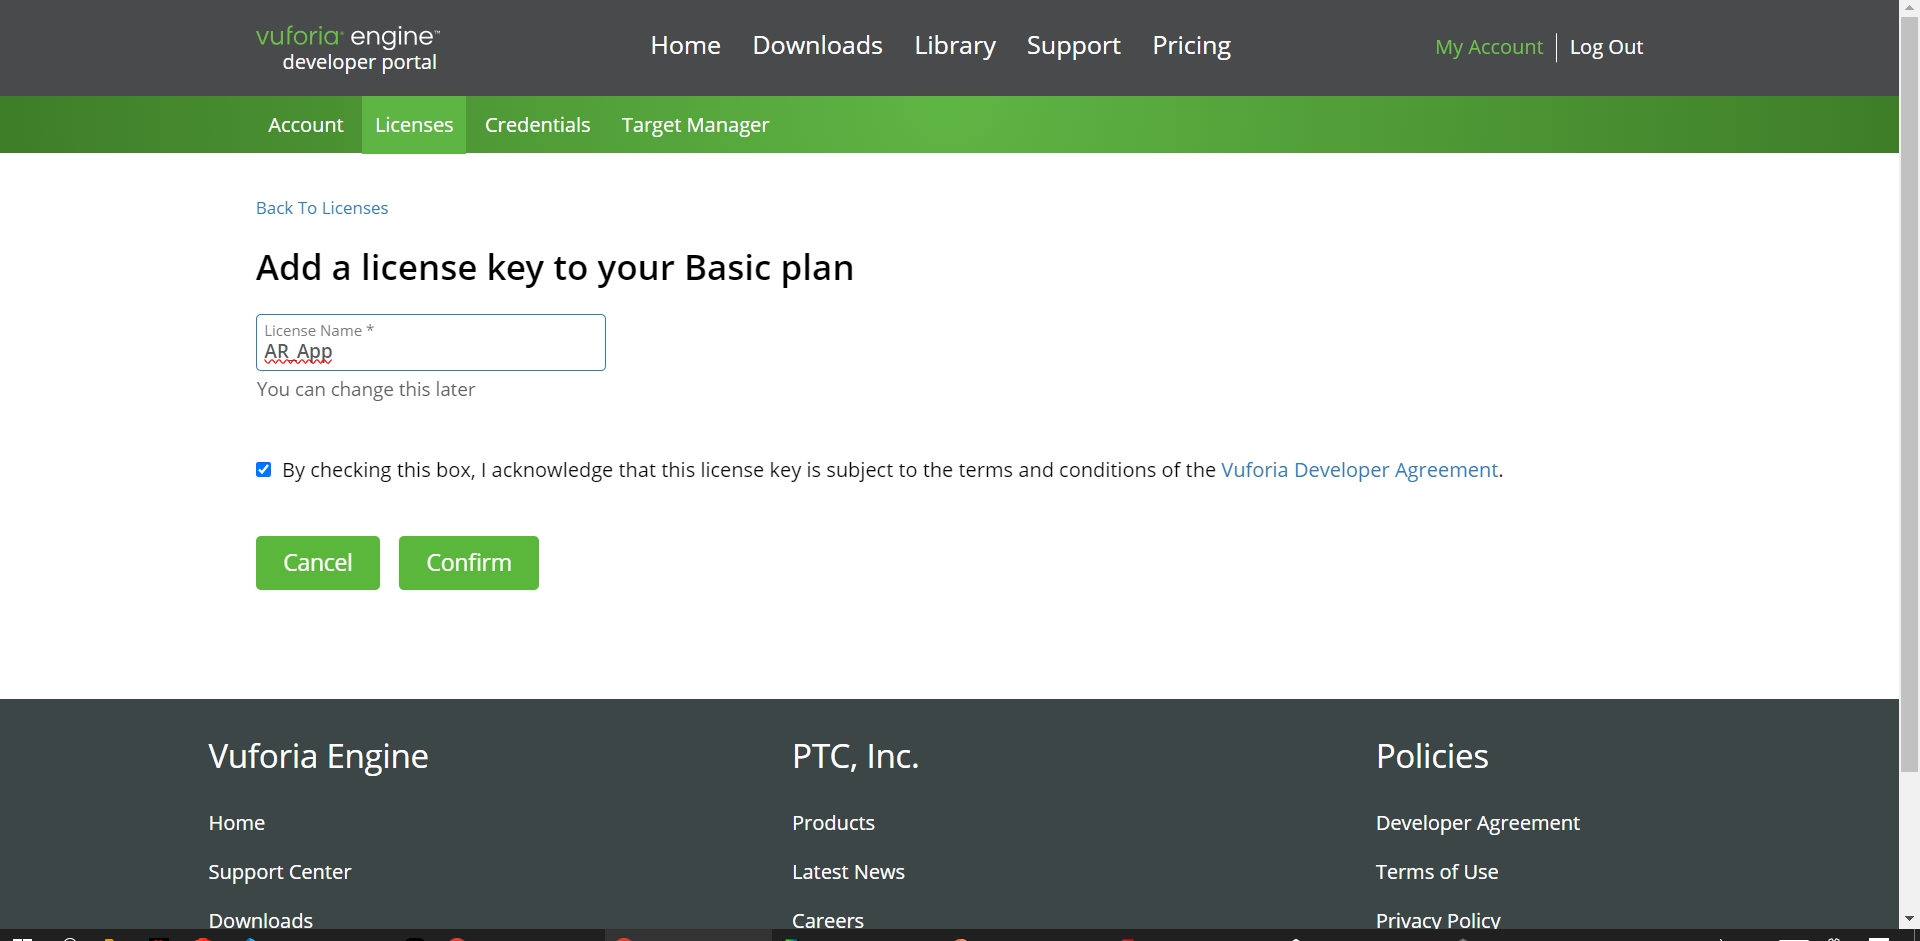 vuforia engine™
developer portal
Home Downloads Library Support Pricing
My Account Log Out
Account Licenses Credentials Target Manager
Back To Licenses
Add a license key to your Basic plan
License Name *
AR_App
You can change this later
By checking this box, I acknowledge that this license key is subject to the terms and conditions of the Vuforia Developer Agreement.
Cancel Confirm
Vuforia Engine
Home
Support Center
Downloads
PTC, Inc.
Products
Latest News
Careers
Policies
Developer Agreement
Terms of Use
Privacy Policy